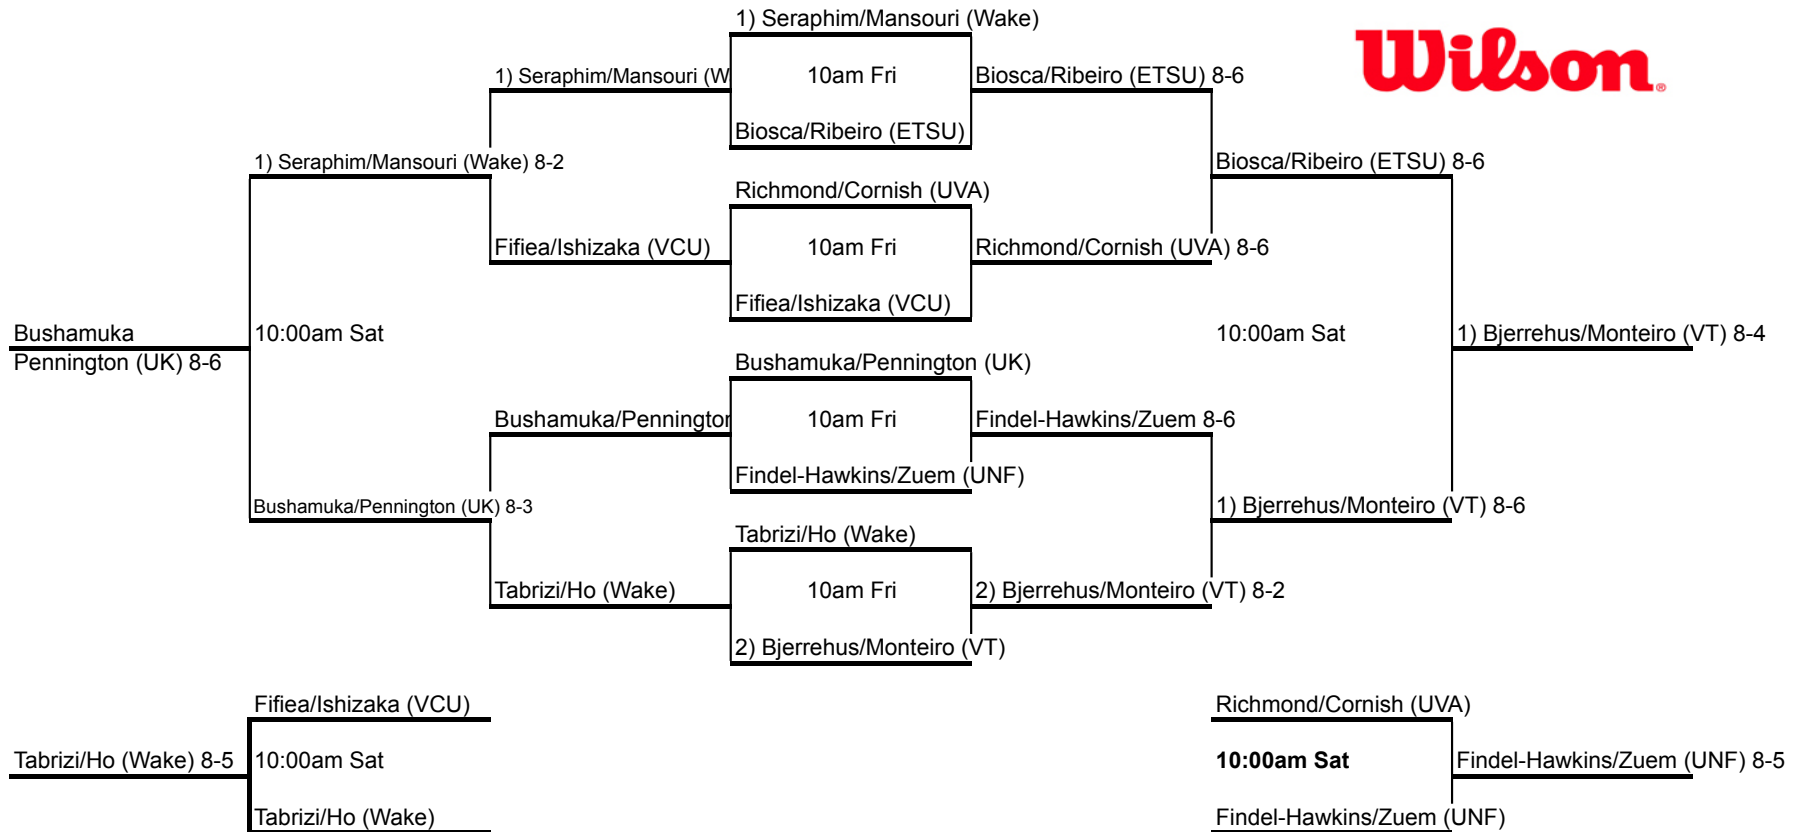 1) Seraphim/Mansouri (Wake)
Wilson®
1) Seraphim/Mansouri (W
10am Fri
Biosca/Ribeiro (ETSU) 8-6
Biosca/Ribeiro (ETSU)
1) Seraphim/Mansouri (Wake) 8-2
Biosca/Ribeiro (ETSU) 8-6
Richmond/Cornish (UVA)
Fifiea/Ishizaka (VCU)
10am Fri
Richmond/Cornish (UVA) 8-6
Fifiea/Ishizaka (VCU)
Bushamuka
10:00am Sat
10:00am Sat
1) Bjerrehus/Monteiro (VT) 8-4
Pennington (UK) 8-6
Bushamuka/Pennington (UK)
Bushamuka/Pennington
10am Fri
Findel-Hawkins/Zuem 8-6
Findel-Hawkins/Zuem (UNF)
Bushamuka/Pennington (UK) 8-3
1) Bjerrehus/Monteiro (VT) 8-6
Tabrizi/Ho (Wake)
Tabrizi/Ho (Wake)
10am Fri
2) Bjerrehus/Monteiro (VT) 8-2
2) Bjerrehus/Monteiro (VT)
Fifiea/Ishizaka (VCU)
Richmond/Cornish (UVA)
Tabrizi/Ho (Wake) 8-5
10:00am Sat
10:00am Sat
Findel-Hawkins/Zuem (UNF) 8-5
Tabrizi/Ho (Wake)
Findel-Hawkins/Zuem (UNF)